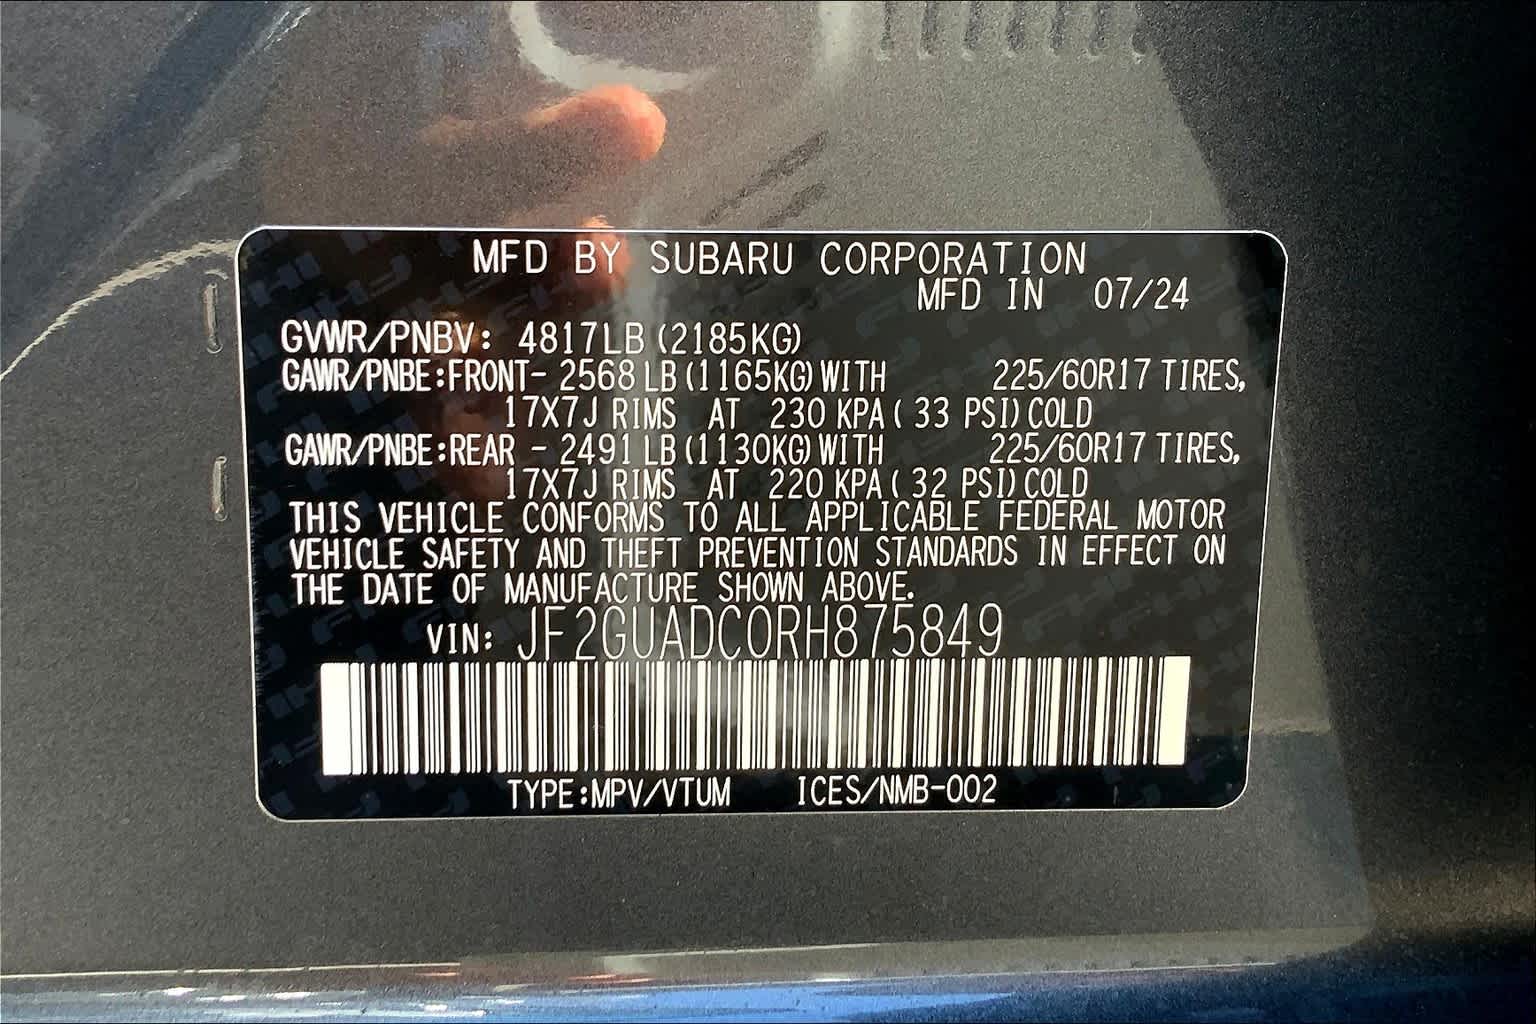 MFD BY SUBARU CORPORATION
MFD IN 07/24
GVWR/PNBV: 4817LB (2185KG)
GAWR/PNBE:FRONT- 2568 LB (1165KG) WITH 225/60R17 TIRES,
17X7J RIMS AT 230 KPA ( 33 PSI) COLD
GAWR/PNBE:REAR - 2491 LB (1130KG) WITH 225/60R17 TIRES,
17X7J RIMS AT 220 KPA ( 32 PSI) COLD
THIS VEHICLE CONFORMS TO ALL APPLICABLE FEDERAL MOTOR
VEHICLE SAFETY AND THEFT PREVENTION STANDARDS IN EFFECT ON
THE DATE OF MANUFACTURE SHOWN ABOVE.
VIN: JF2GUADC0RH875849
TYPE:MPV/VTUM ICES/NMB-002